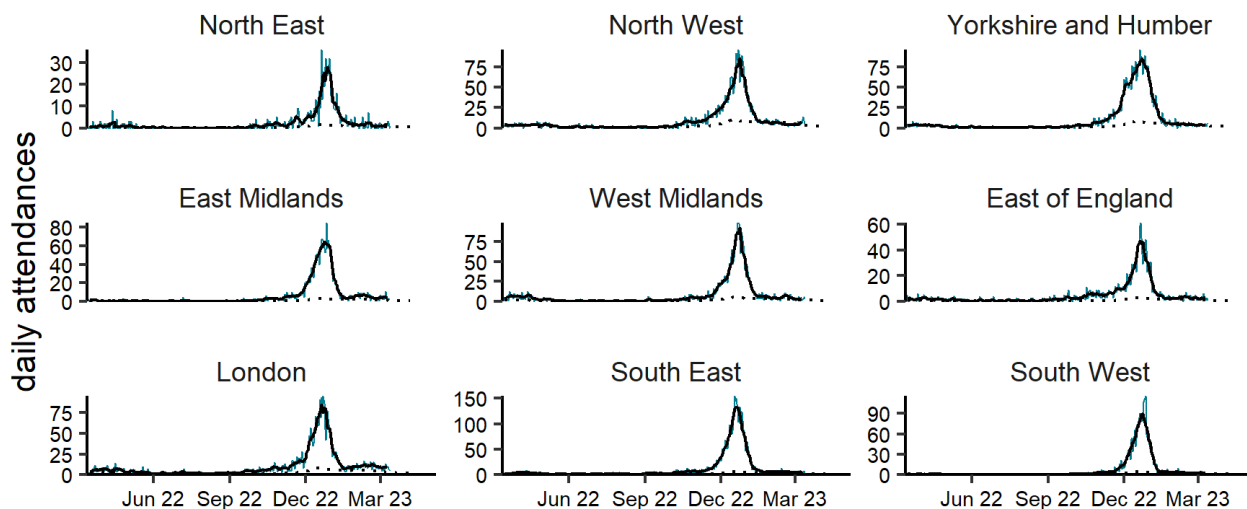 daily attendances
North East
30
20
10
0
North West
75
50
25
0
Yorkshire and Humber
75
50
25
0
East Midlands
80
60
40
20
0
West Midlands
75
50
25
0
East of England
60
40
20
0
London
75
50
25
0
Jun 22 Sep 22 Dec 22 Mar 23
South East
150
100
50
0
Jun 22 Sep 22 Dec 22 Mar 23
South West
90
60
30
0
Jun 22 Sep 22 Dec 22 Mar 23